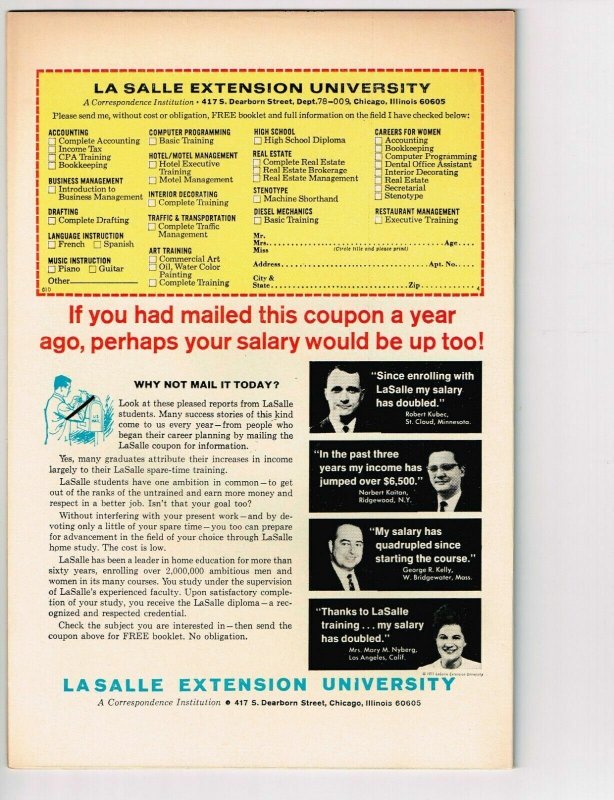 LA SALLE EXTENSION UNIVERSITY
A Correspondence Institution • 417 S. Dearborn Street, Dept. 78-009, Chicago, Illinois 60605
Please send me, without cost or obligation, FREE booklet and full information on the field I have checked below:
ACCOUNTING
Complete Accounting
Income Tax
CPA Training
Bookkeeping
BUSINESS MANAGEMENT
Introduction to
Business Management
DRAFTING
Complete Drafting
LANGUAGE INSTRUCTION
French Spanish
MUSIC INSTRUCTION
Piano Guitar
Other
610
COMPUTER PROGRAMMING
Basic Training
HOTEL/MOTEL MANAGEMENT
Hotel Executive
Training
Motel Management
INTERIOR DECORATING
Complete Training
TRAFFIC & TRANSPORTATION
Complete Traffic
Management
ART TRAINING
Commercial Art
Oil, Water Color
Painting
Complete Training
HIGH SCHOOL
High School Diploma
REAL ESTATE
Complete Real Estate
Real Estate Brokerage
Real Estate Management
STENOTYPE
Machine Shorthand
DIESEL MECHANICS
Basic Training
CAREERS FOR WOMEN
Accounting
Bookkeeping
Computer Programming
Dental Office Assistant
Interior Decorating
Real Estate
Secretarial
Stenotype
RESTAURANT MANAGEMENT
Executive Training
Mr.
Mrs. Age
Miss (Circle title and please print)
Address Apt. No.
City &
State Zip
4
If you had mailed this coupon a year
ago, perhaps your salary would be up too!
WHY NOT MAIL IT TODAY?
Look at these pleased reports from LaSalle
students. Many success stories of this kind
come to us every year—from people who
began their career planning by mailing the
LaSalle coupon for information.
Yes, many graduates attribute their increases in income
largely to their LaSalle spare-time training.
LaSalle students have one ambition in common—to get
out of the ranks of the untrained and earn more money and
respect in a better job. Isn't that your goal too?
Without interfering with your present work—and by de-
voting only a little of your spare time—you too can prepare
for advancement in the field of your choice through LaSalle
home study. The cost is low.
LaSalle has been a leader in home education for more than
sixty years, enrolling over 2,000,000 ambitious men and
women in its many courses. You study under the supervision
of LaSalle's experienced faculty. Upon satisfactory comple-
tion of your study, you receive the LaSalle diploma—a rec-
ognized and respected credential.
Check the subject you are interested in—then send the
coupon above for FREE booklet. No obligation.
"Since enrolling with
LaSalle my salary
has doubled."
Robert Kubec,
St. Cloud, Minnesota.
"In the past three
years my income has
jumped over $6,500."
Norbert Kaitan,
Ridgewood, N.Y.
"My salary has
quadrupled since
starting the course."
George R. Kelly,
W. Bridgewater, Mass.
"Thanks to LaSalle
training...my salary
has doubled."
Mrs. Mary M. Nyberg,
Los Angeles, Calif.
© 1971 LaSalle Extension University
LA SALLE EXTENSION UNIVERSITY
A Correspondence Institution • 417 S. Dearborn Street, Chicago, Illinois 60605